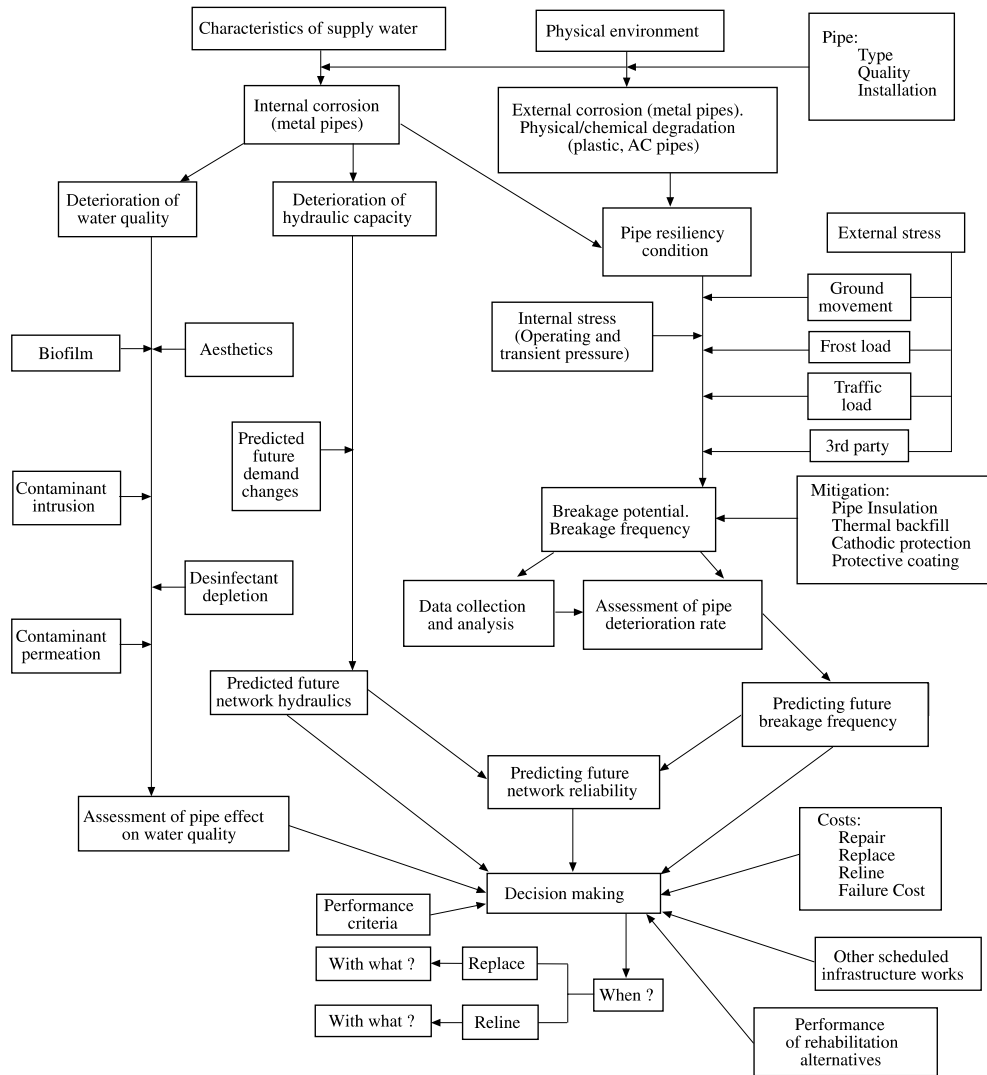 Characteristics of supply water
Physical environment
Pipe:
Type
Quality
Installation
Internal corrosion
(metal pipes)
External corrosion (metal pipes).
Physical/chemical degradation
(plastic, AC pipes)
Deterioration of
water quality
Deterioration of
hydraulic capacity
Pipe resiliency
condition
External stress
Ground
movement
Internal stress
(Operating and
transient pressure)
Biofilm
Aesthetics
Frost load
Traffic
load
Predicted
future
demand
changes
3rd party
Contaminant
intrusion
Breakage potential.
Breakage frequency
Mitigation:
Pipe Insulation
Thermal backfill
Cathodic protection
Protective coating
Desinfectant
depletion
Data collection
and analysis
Assessment of pipe
deterioration rate
Contaminant
permeation
Predicted future
network hydraulics
Predicting future
breakage frequency
Predicting future
network reliability
Assessment of pipe effect
on water quality
Costs:
Repair
Replace
Reline
Failure Cost
Decision making
Performance
criteria
Other scheduled
infrastructure works
With what ?
Replace
When ?
With what ?
Reline
Performance
of rehabilitation
alternatives